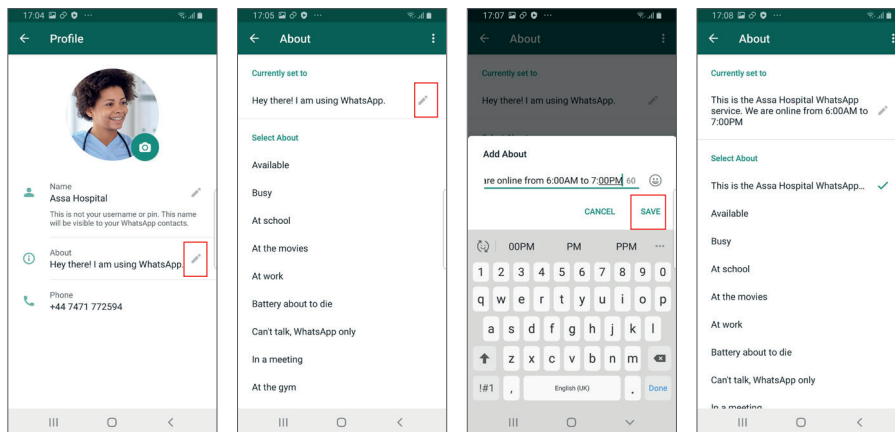 17:04
Profile
Name
Assa Hospital
This is not your username or pin. This name
will be visible to your WhatsApp contacts.
About
Hey there! I am using WhatsApp.
Phone
+44 7471 772594
17:05
About
Currently set to
Hey there! I am using WhatsApp.
Select About
Available
Busy
At school
At the movies
At work
Battery about to die
Can't talk, WhatsApp only
In a meeting
At the gym
17:07
About
Currently set to
Hey there! I am using WhatsApp.
Add About
are online from 6:00AM to 7:00PM 60
CANCEL SAVE
00PM PM PPM
1 2 3 4 5 6 7 8 9 0
q w e r t y u i o p
a s d f g h j k l
z x c v b n m
!#1 , English (UK) . Done
17:08
About
Currently set to
This is the Assa Hospital WhatsApp
service. We are online from 6:00AM to
7:00PM
Select About
This is the Assa Hospital WhatsApp...
Available
Busy
At school
At the movies
At work
Battery about to die
Can't talk, WhatsApp only
In a meeting